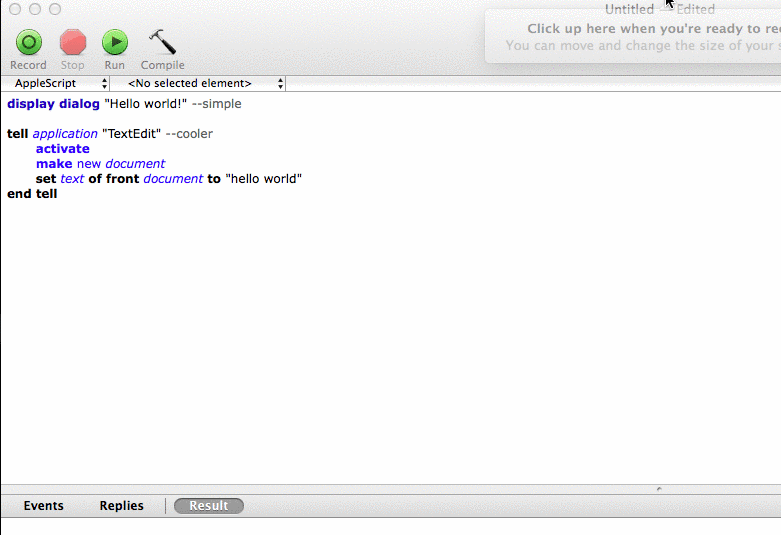 Untitled — Edited
Click up here when you're ready to
You can move and change the size of your
Record Stop Run Compile
AppleScript <No selected element>
display dialog "Hello world!" --simple
tell application "TextEdit" --cooler
activate
make new document
set text of front document to "hello world"
end tell
Events Replies Result